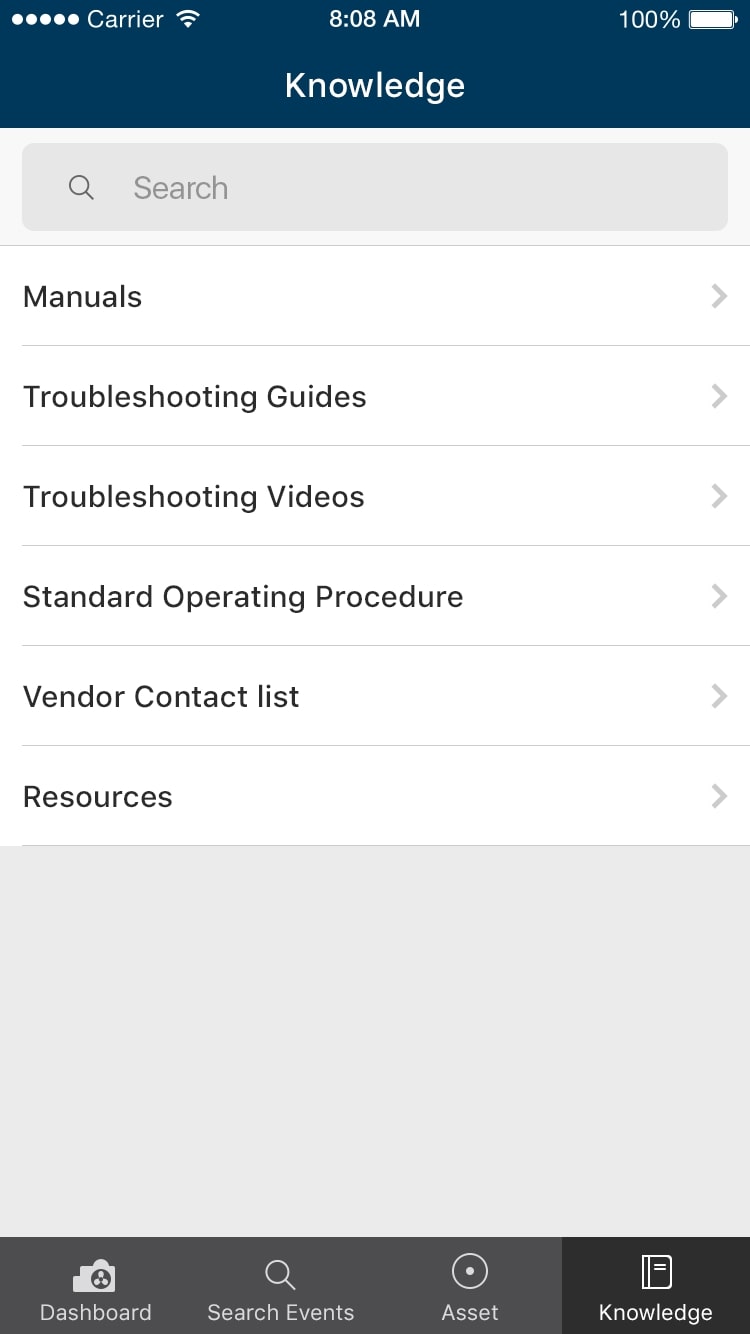 Carrier 8:08 AM 100%
Knowledge
Search
Manuals
Troubleshooting Guides
Troubleshooting Videos
Standard Operating Procedure
Vendor Contact list
Resources
Dashboard Search Events Asset Knowledge